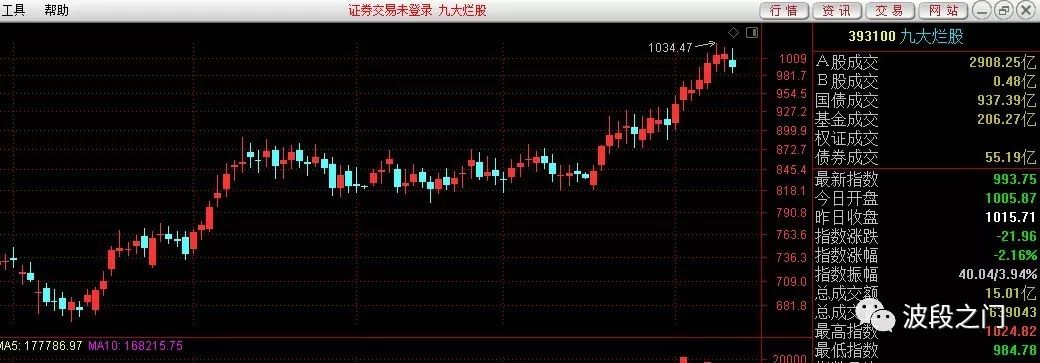 工具 帮助 证券交易未登录 九大烂股 行情 资讯 交易 网站
1034.47
1009
981.7
954.5
927.2
899.9
872.7
845.4
818.1
790.8
763.6
736.3
709.0
681.8
MA5: 177786.97 MA10: 168215.75
20000
393100 九大烂股
A股成交 2908.25亿
B股成交 0.48亿
国债成交 937.39亿
基金成交 206.27亿
权证成交
债券成交 55.19亿
最新指数 993.75
今日开盘 1005.87
昨日收盘 1015.71
指数涨跌 -21.96
指数涨幅 -2.16%
指数振幅 40.04/3.94%
总成交额 15.01亿
总成交 639043
最高指数 1024.82
最低指数 984.78
波段之门